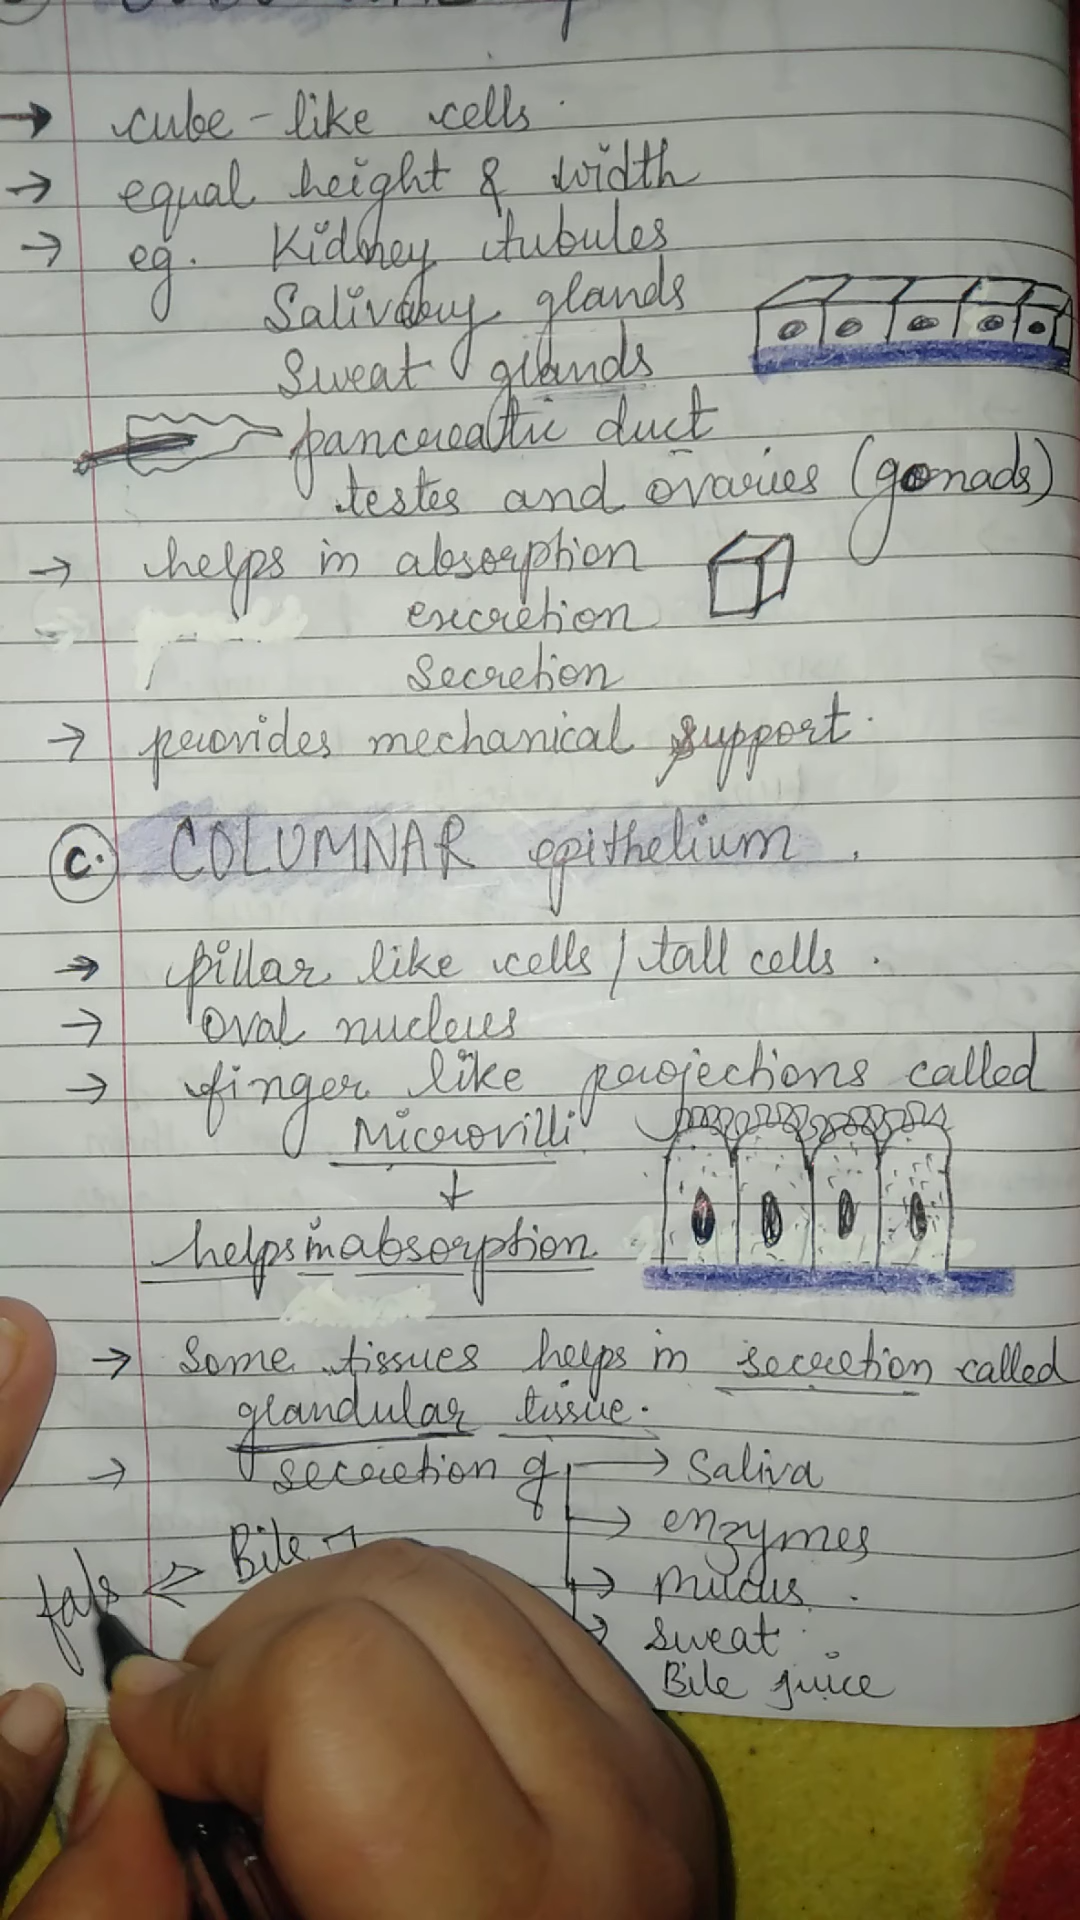 → cube-like cells.
→ equal height & width
→ eg. Kidney tubules
Salivary glands
Sweat glands
pancreatic duct
testes and ovaries (gonads)
→ helps in absorption
excretion
Secretion
→ provides mechanical support.
C. COLUMNAR epithelium.
→ pillar like cells / tall cells.
→ oval nucleus
→ finger like projections called
Microvilli
↓
helps in absorption
→ Some tissues helps in secretion called
glandular tissue.
→ secretion of → Saliva
→ enzymes
→ Mucus.
→ Sweat.
Bile juice
fats ⇐ Bile →